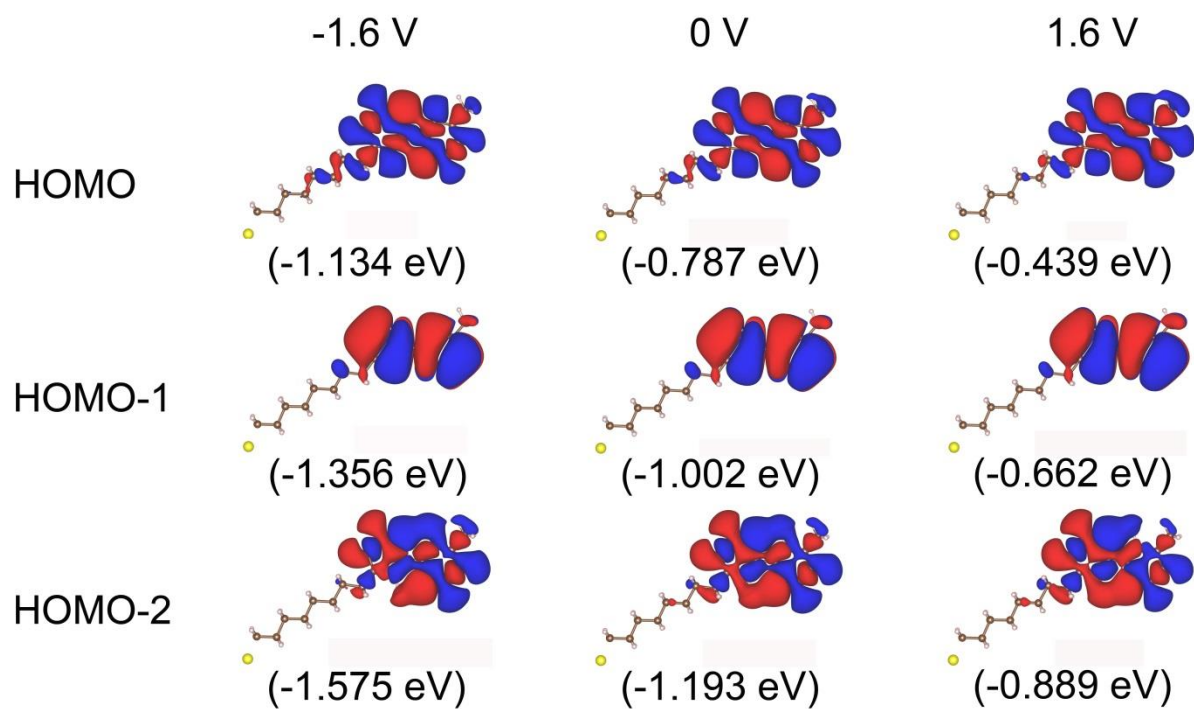 -1.6 V 0 V 1.6 V
HOMO
(-1.134 eV) (-0.787 eV) (-0.439 eV)
HOMO-1
(-1.356 eV) (-1.002 eV) (-0.662 eV)
HOMO-2
(-1.575 eV) (-1.193 eV) (-0.889 eV)